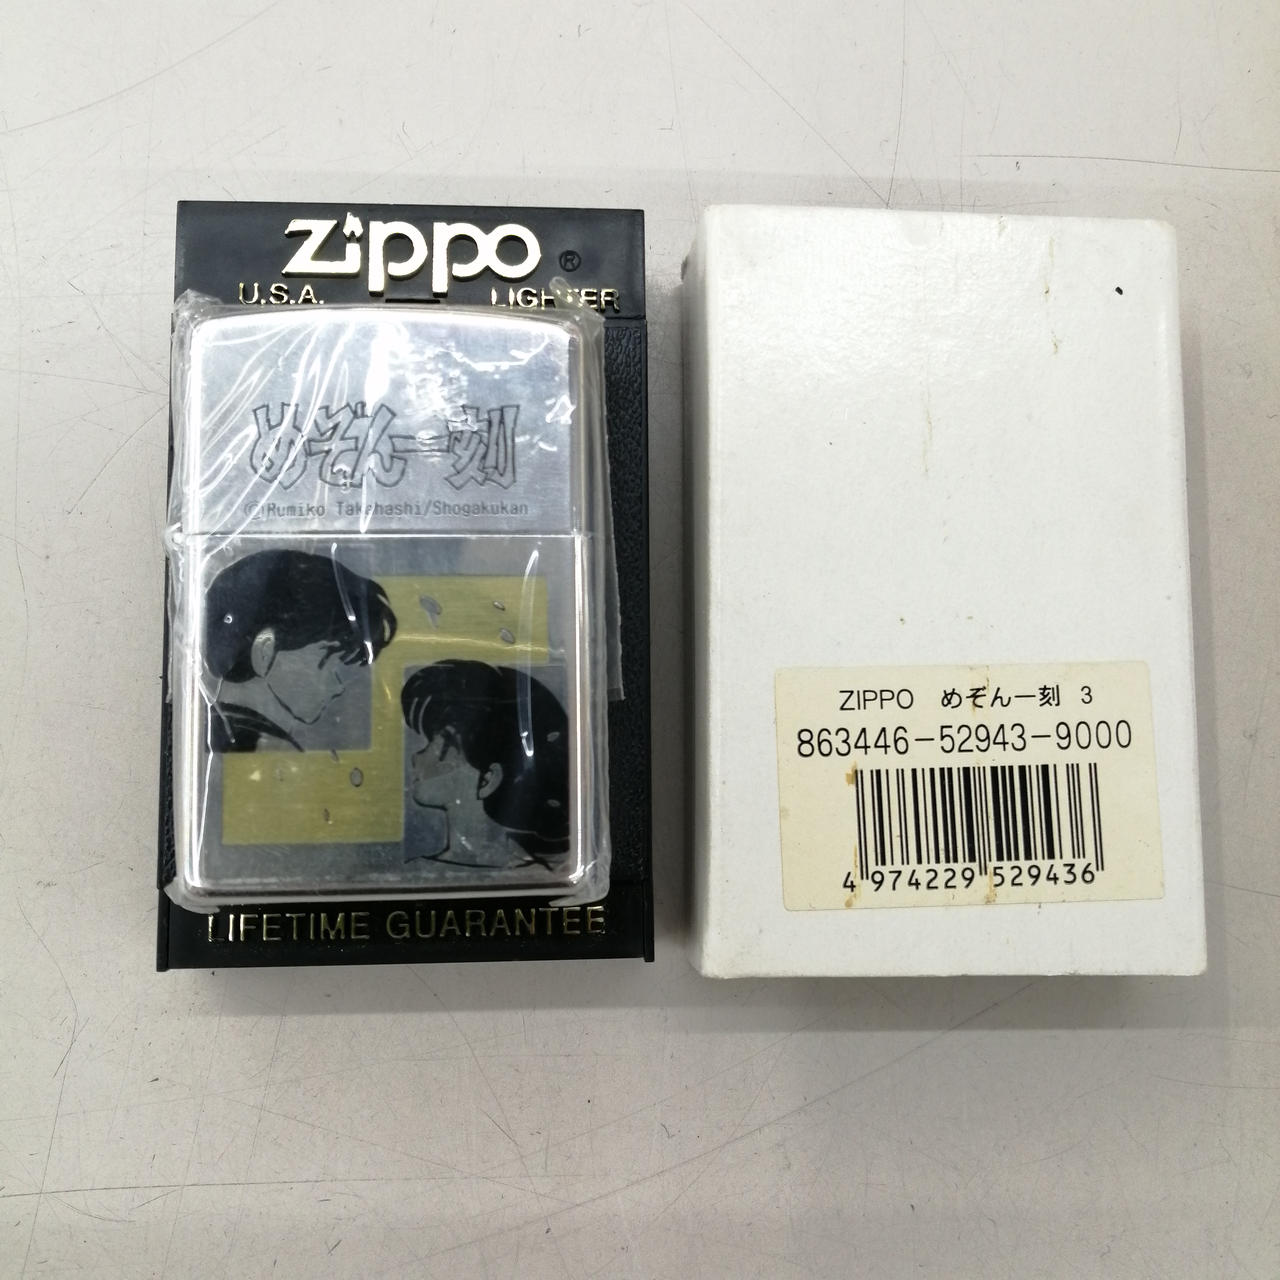 Zippo®
U.S.A. LIGHTER
めぞん一刻
©Rumiko Takahashi/Shogakukan
LIFETIME GUARANTEE
ZIPPO めぞん一刻 3
863446-52943-9000
4 974229 529436